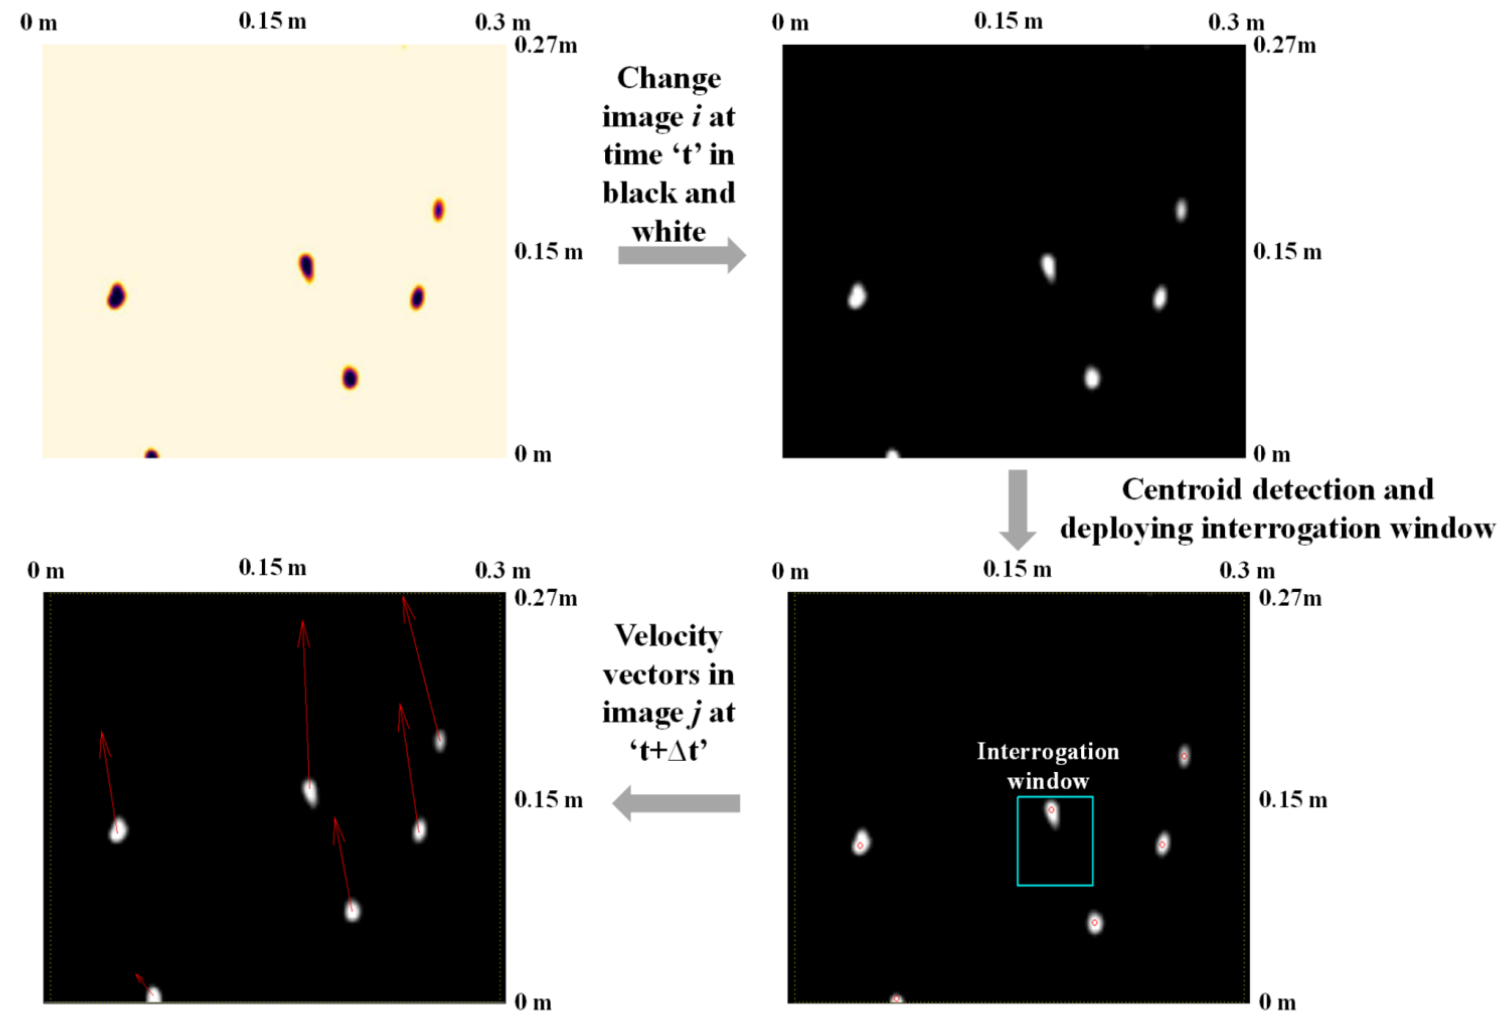 0 m
0.15 m
0.3 m
0.27m
0.15 m
0 m
Change
image i at
time ‘t’ in
black and
white
0 m
0.15 m
0.3 m
0.27m
0.15 m
0 m
Centroid detection and
deploying interrogation window
0 m
0.15 m
0.3 m
0.27m
0.15 m
0 m
Interrogation
window
Velocity
vectors in
image j at
‘t+Δt’
0 m
0.15 m
0.3 m
0.27m
0.15 m
0 m